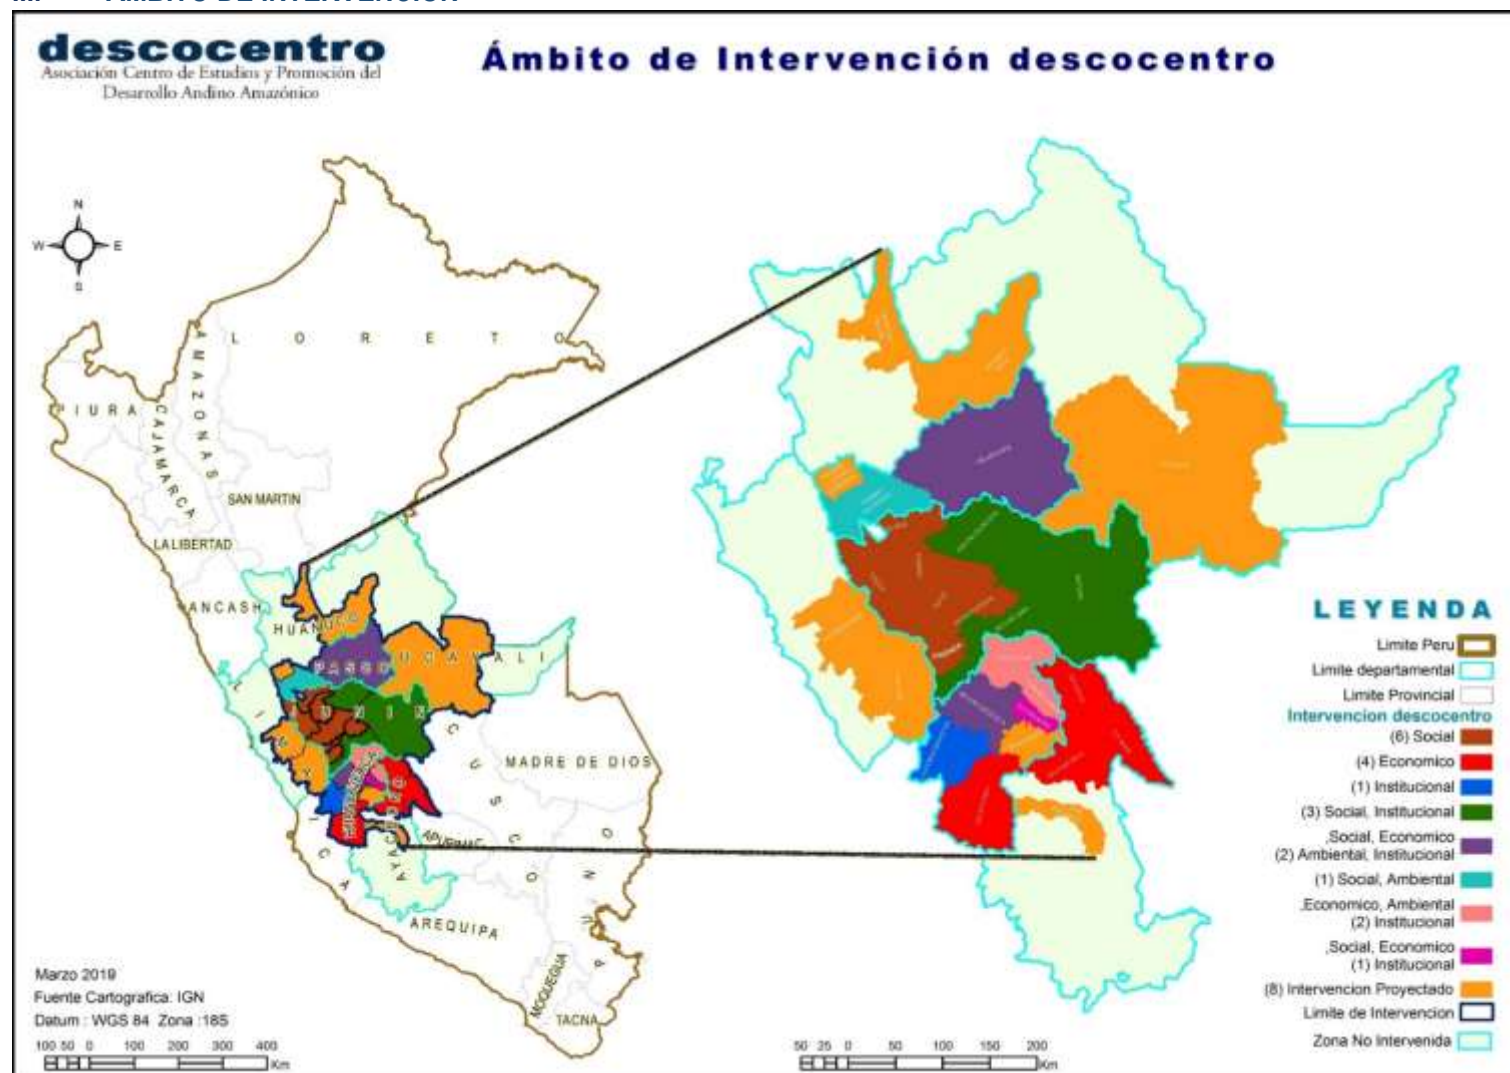 III. ÁMBITO DE INTERVENCIÓN
descocentro
Asociación Centro de Estudios y Promoción del
Desarrollo Andino Amazónico
Ámbito de Intervención descocentro
N
W E
S
LORETO
AMAZONAS
PIURA
CAJAMARCA
SAN MARTIN
LA LIBERTAD
ANCASH
HUANUCO
PASCO
UCAYALI
LIMA
JUNIN
CUSCO
MADRE DE DIOS
HUANCAVELICA
AYACUCHO
APURIMAC
ICA
PUNO
AREQUIPA
MOQUEGUA
TACNA
LEYENDA
Limite Peru
Limite departamental
Limite Provincial
Intervencion descocentro
(6) Social
(4) Economico
(1) Institucional
(3) Social, Institucional
,Social, Economico
(2) Ambiental, Institucional
(1) Social, Ambiental
,Economico, Ambiental
(2) Institucional
,Social, Economico
(1) Institucional
(8) Intervencion Proyectado
Limite de Intervencion
Zona No Intervenida
Marzo 2019
Fuente Cartografica: IGN
Datum : WGS 84 Zona :18S
100 50 0 100 200 300 400
Km
50 25 0 50 100 150 200
Km